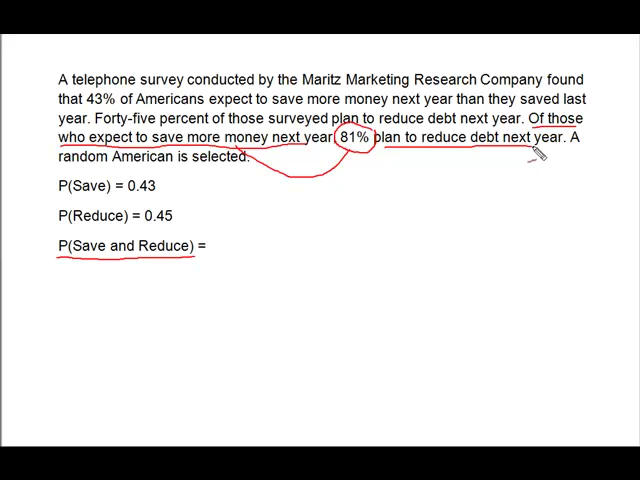 A telephone survey conducted by the Maritz Marketing Research Company found
that 43% of Americans expect to save more money next year than they saved last
year. Forty-five percent of those surveyed plan to reduce debt next year. Of those
who expect to save more money next year 81% plan to reduce debt next year. A
random American is selected.
P(Save) = 0.43
P(Reduce) = 0.45
P(Save and Reduce) =